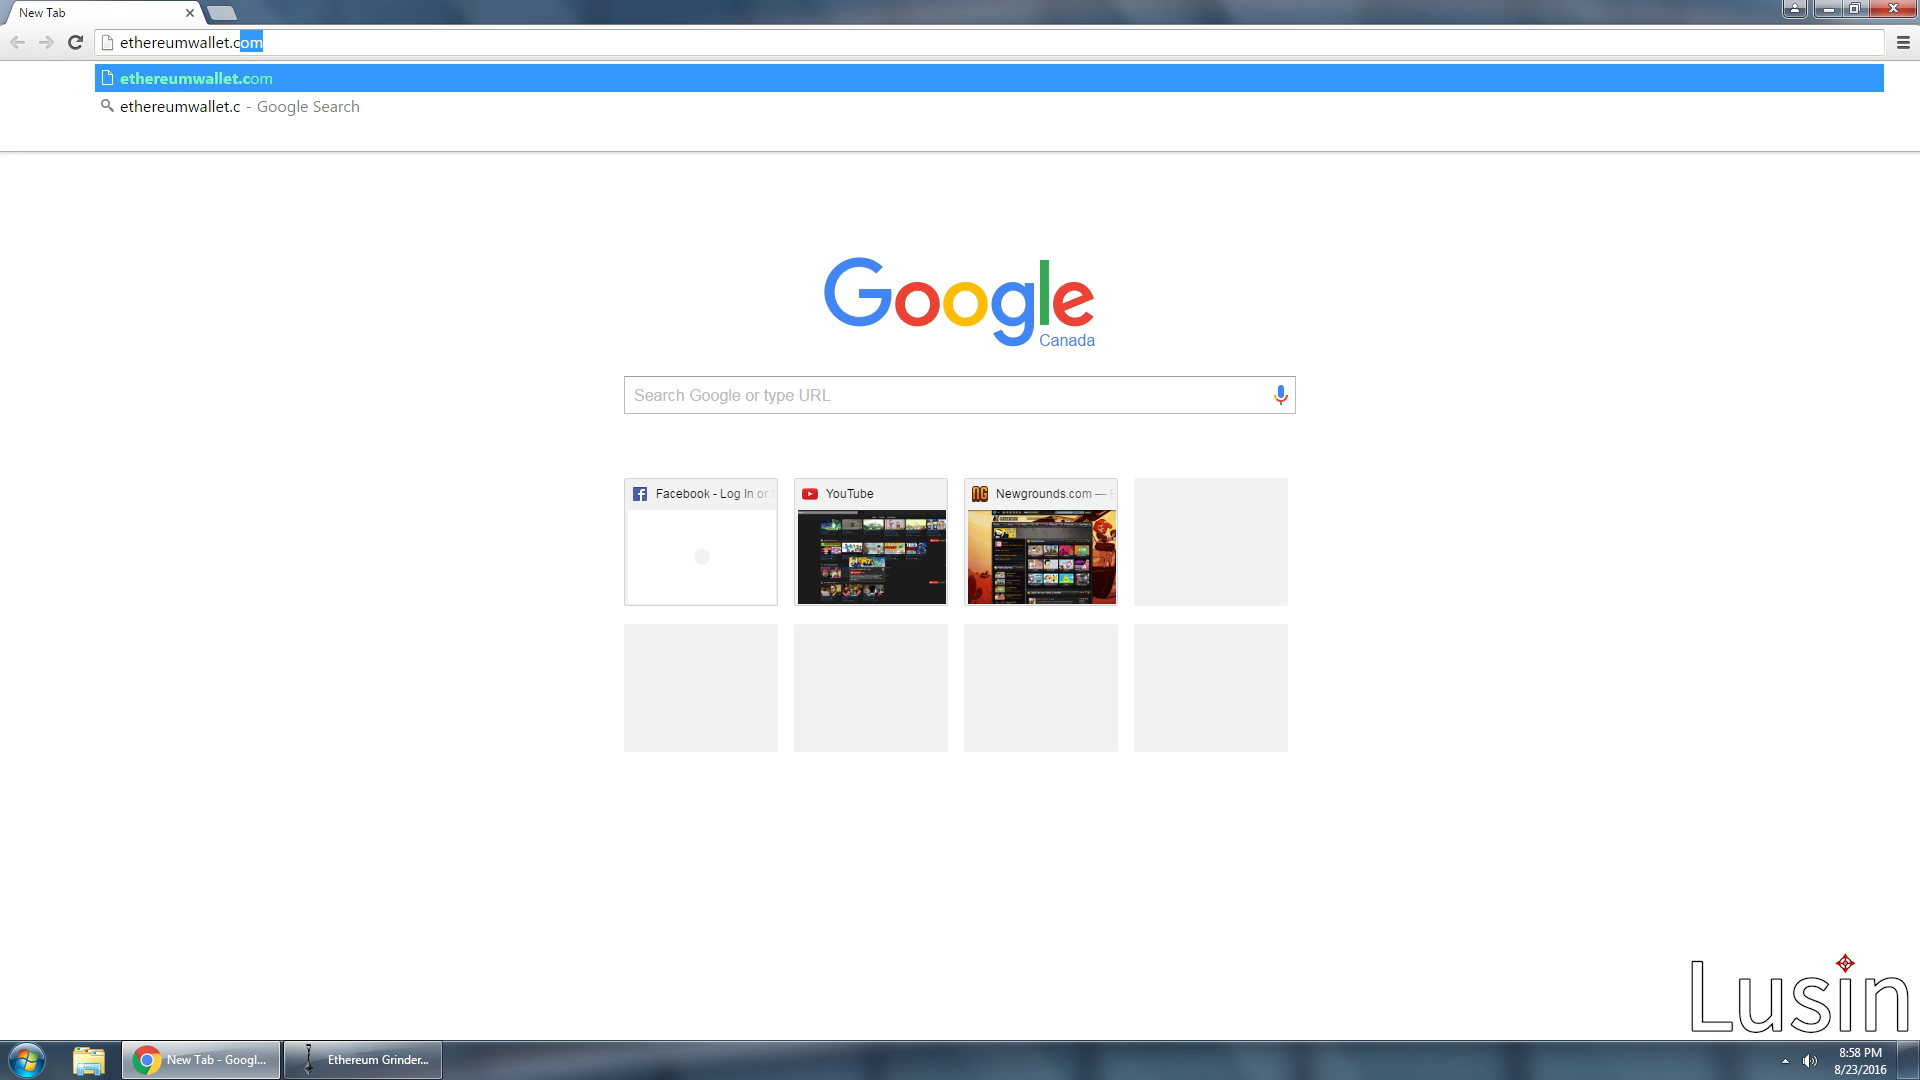 New Tab
ethereumwallet.com
ethereumwallet.com
ethereumwallet.c - Google Search
Google
Canada
Search Google or type URL
Facebook - Log In or
YouTube
Newgrounds.com —
Lusin
New Tab - Googl...
Ethereum Grinder...
8:58 PM
8/23/2016